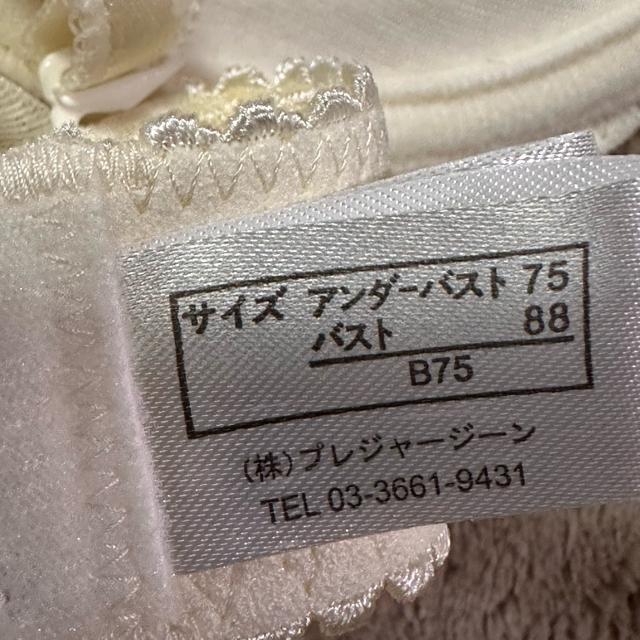 サイズ アンダーバスト 75
バスト 88
B75
(株)プレジャージーン
TEL 03-3661-9431